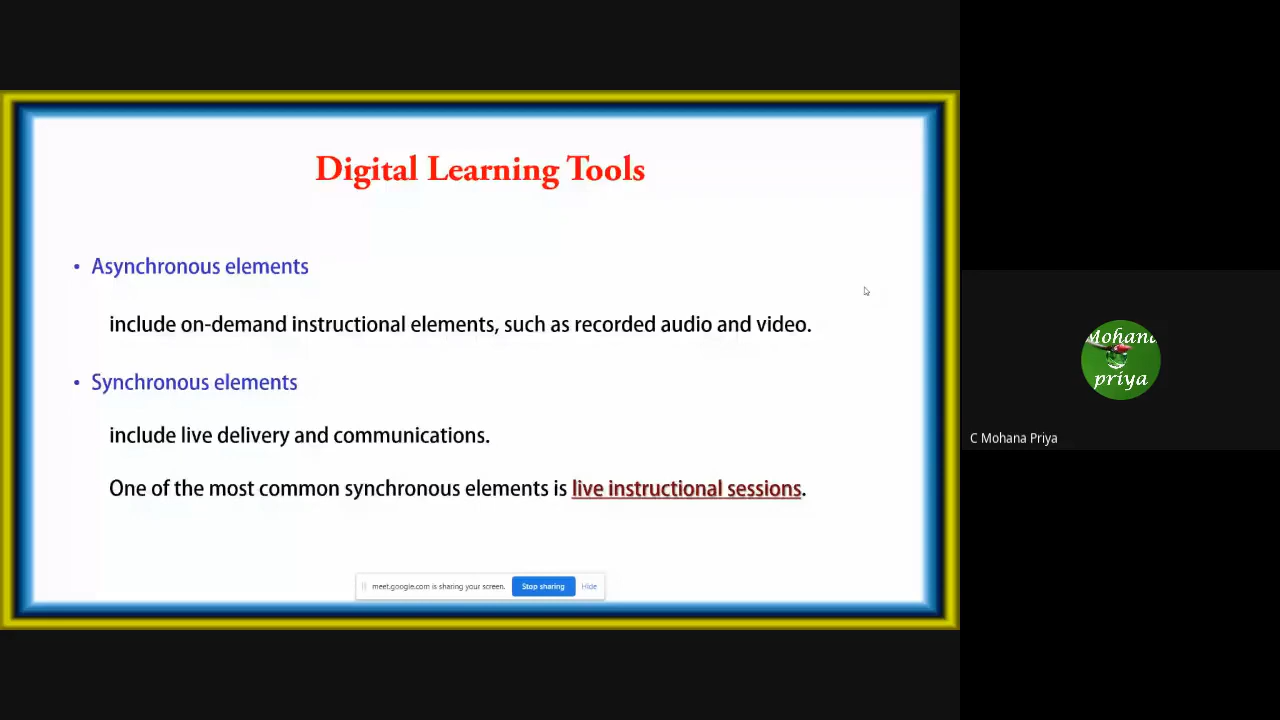 Digital Learning Tools
• Asynchronous elements
include on-demand instructional elements, such as recorded audio and video.
• Synchronous elements
include live delivery and communications.
One of the most common synchronous elements is live instructional sessions.
meet.google.com is sharing your screen. Stop sharing Hide
Mohana
priya
C Mohana Priya